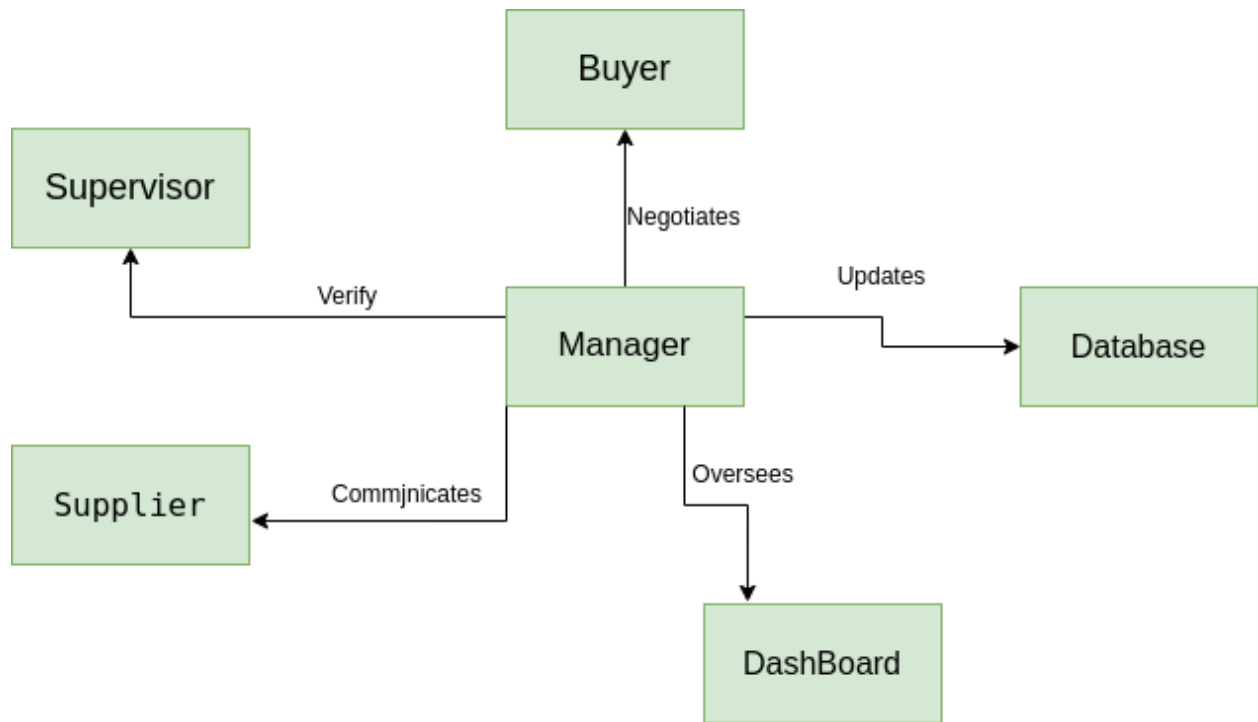 Buyer
Supervisor
Negotiates
Updates
Verify
Manager
Database
Oversees
Commjnicates
Supplier
DashBoard